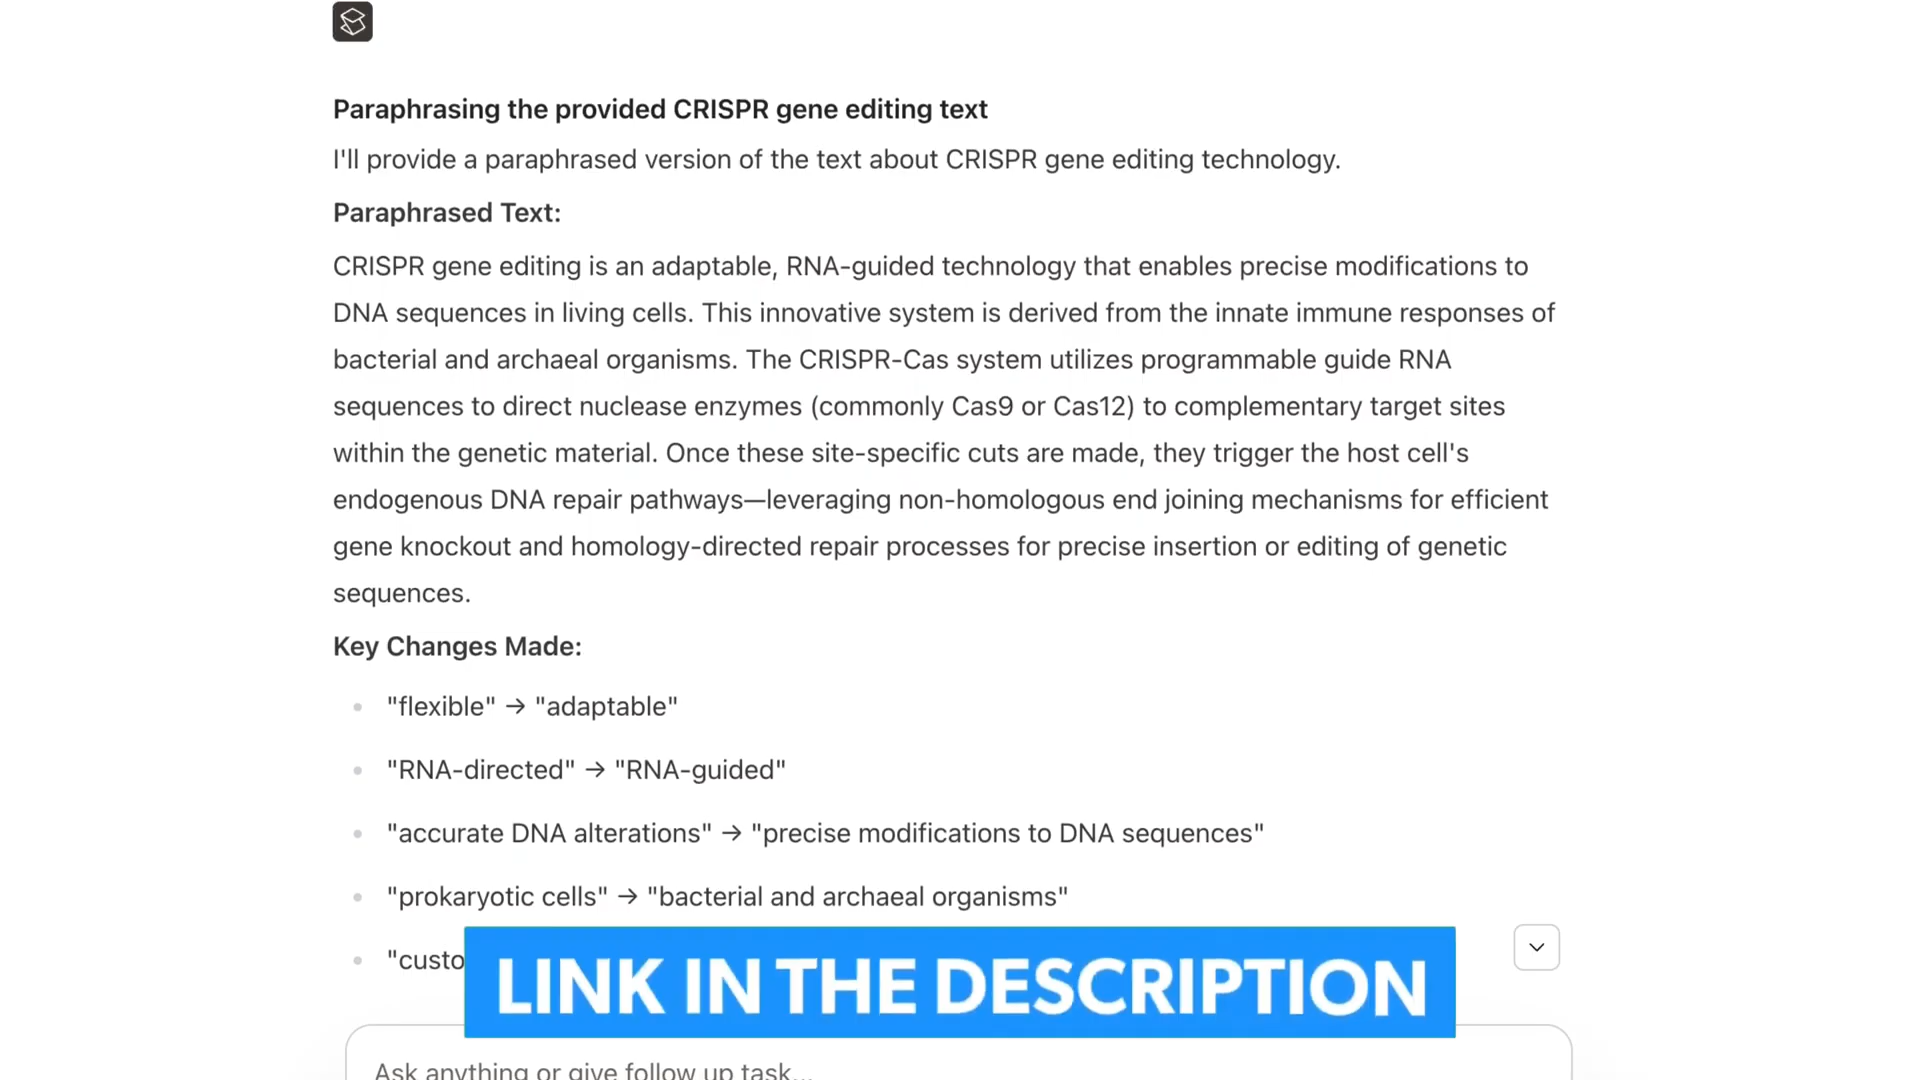 Paraphrasing the provided CRISPR gene editing text
I'll provide a paraphrased version of the text about CRISPR gene editing technology.
Paraphrased Text:
CRISPR gene editing is an adaptable, RNA-guided technology that enables precise modifications to
DNA sequences in living cells. This innovative system is derived from the innate immune responses of
bacterial and archaeal organisms. The CRISPR-Cas system utilizes programmable guide RNA
sequences to direct nuclease enzymes (commonly Cas9 or Cas12) to complementary target sites
within the genetic material. Once these site-specific cuts are made, they trigger the host cell's
endogenous DNA repair pathways—leveraging non-homologous end joining mechanisms for efficient
gene knockout and homology-directed repair processes for precise insertion or editing of genetic
sequences.
Key Changes Made:
"flexible" → "adaptable"
"RNA-directed" → "RNA-guided"
"accurate DNA alterations" → "precise modifications to DNA sequences"
"prokaryotic cells" → "bacterial and archaeal organisms"
"custo
LINK IN THE DESCRIPTION
Ask anything or give follow up task...